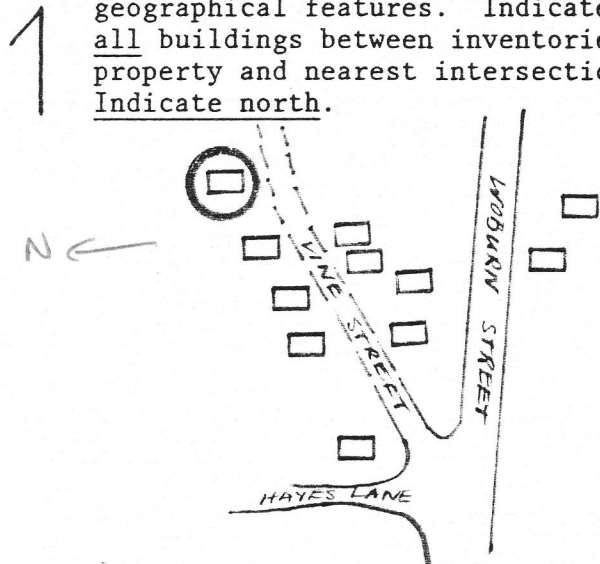 1
geographical features. Indicate
all buildings between inventorie
property and nearest intersectio
Indicate north.
N
VINE STREET
WOBURN STREET
HAYES LANE